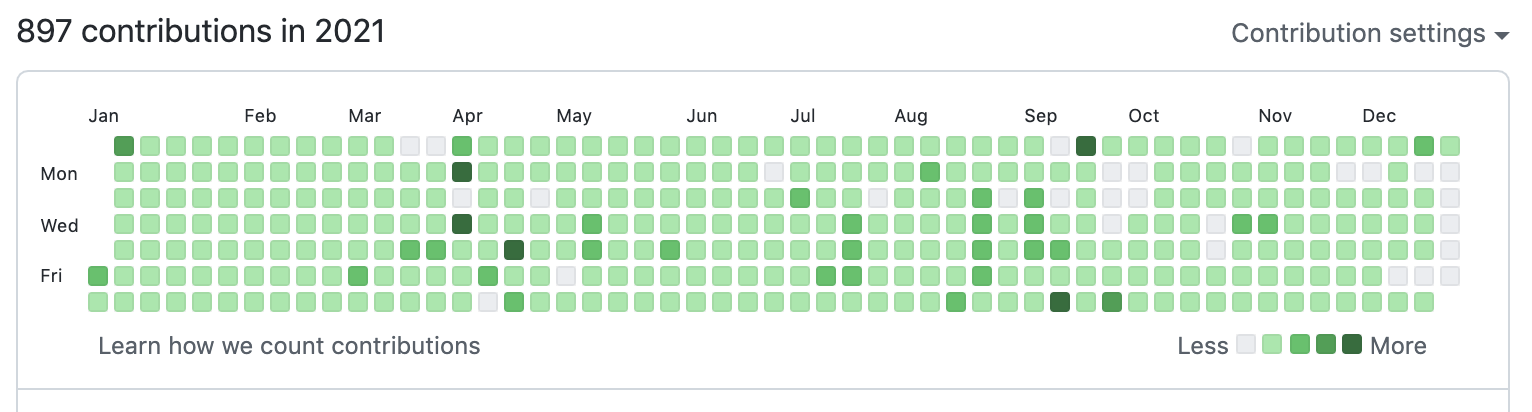 897 contributions in 2021
Contribution settings
Jan Feb Mar Apr May Jun Jul Aug Sep Oct Nov Dec
Mon
Wed
Fri
Learn how we count contributions
Less More